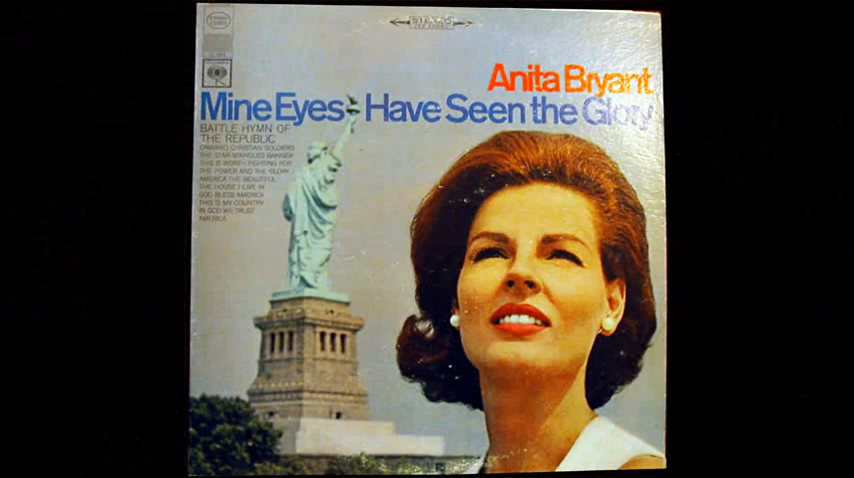 STEREO
Anita Bryant
Mine Eyes Have Seen the Glory
BATTLE HYMN OF
THE REPUBLIC
ONWARD, CHRISTIAN SOLDIERS
THE STAR-SPANGLED BANNER
THIS IS WORTH FIGHTING FOR
THE POWER AND THE GLORY
AMERICA THE BEAUTIFUL
THE HOUSE I LIVE IN
GOD BLESS AMERICA
THIS IS MY COUNTRY
IN GOD WE TRUST
AMERICA